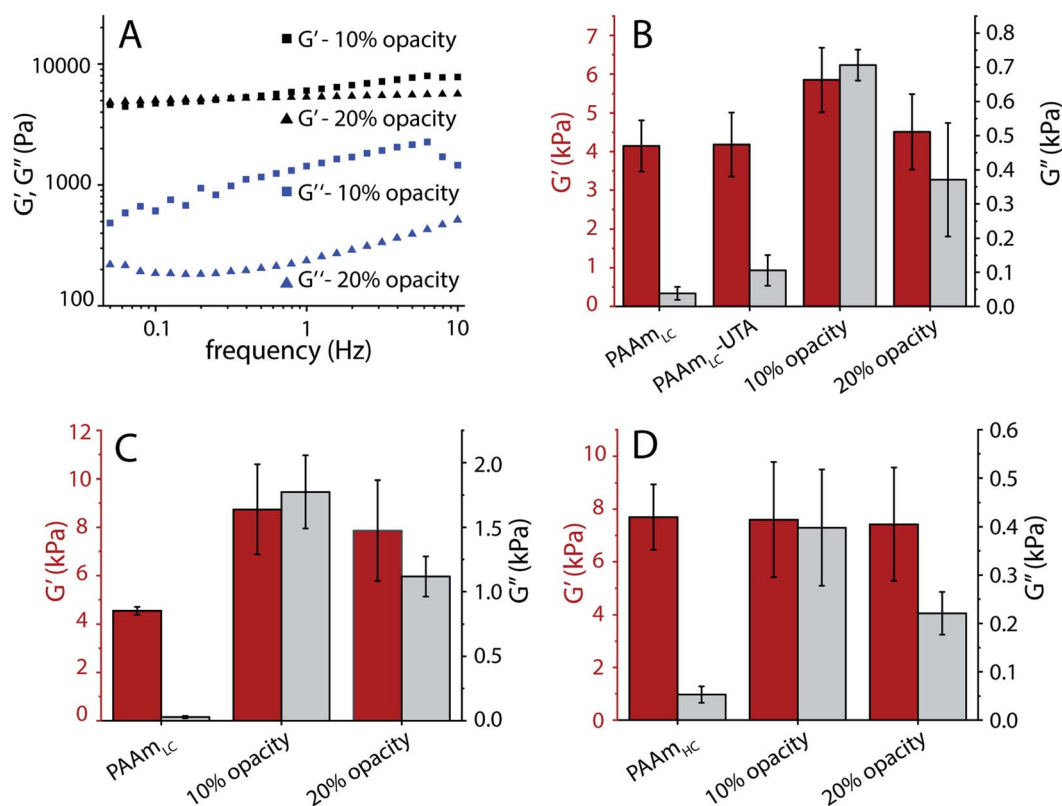 A
G′ - 10% opacity
G′ - 20% opacity
G′′ - 10% opacity
G′′ - 20% opacity
10000
1000
100
G′, G″ (Pa)
0.1 1 10
frequency (Hz)
B
7
6
5
4
3
2
1
0
G′ (kPa)
0.8
0.7
0.6
0.5
0.4
0.3
0.2
0.1
0.0
G″ (kPa)
PAAmLC
PAAmLC-UTA
10% opacity
20% opacity
C
12
10
8
6
4
2
0
G′ (kPa)
2.0
1.5
1.0
0.5
0.0
G″ (kPa)
PAAmLC
10% opacity
20% opacity
D
10
8
6
4
2
0
G′ (kPa)
0.6
0.5
0.4
0.3
0.2
0.1
0.0
G″ (kPa)
PAAmHC
10% opacity
20% opacity